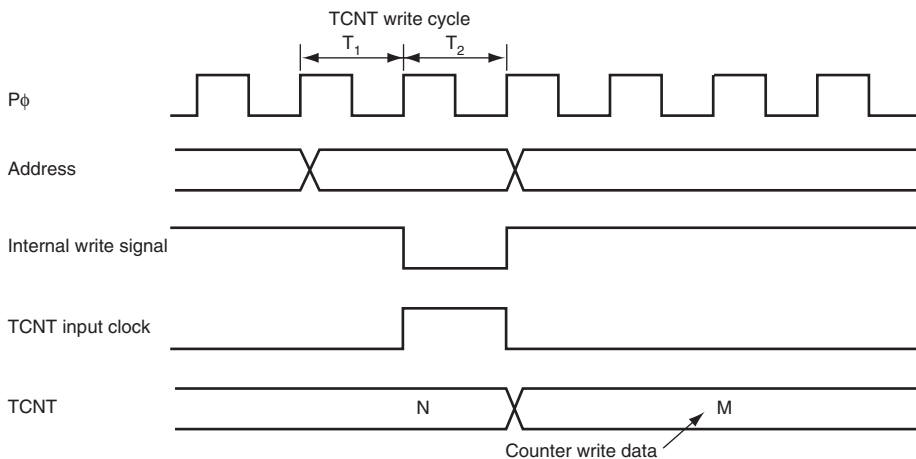 TCNT write cycle
T1 T2
Pϕ
Address
Internal write signal
TCNT input clock
TCNT N M
Counter write data